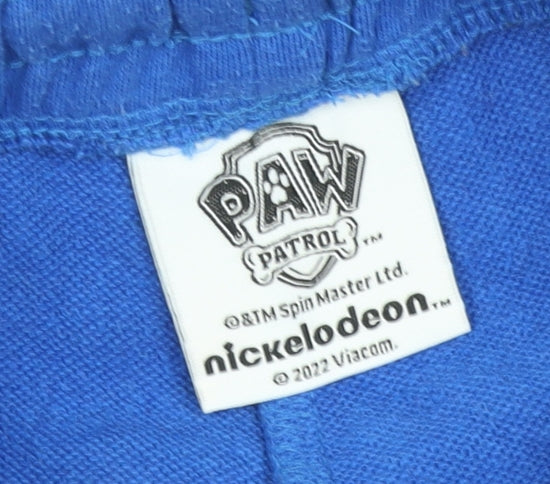 PAW
PATROL™
©&TM Spin Master Ltd.
nickelodeon™
© 2022 Viacom.